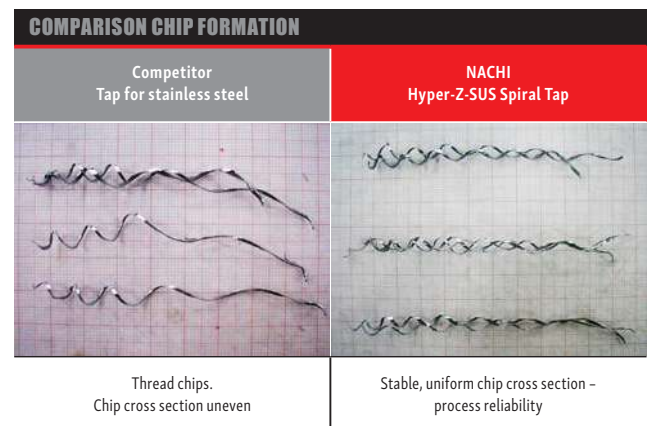 COMPARISON CHIP FORMATION
Competitor
Tap for stainless steel
NACHI
Hyper-Z-SUS Spiral Tap
Thread chips.
Chip cross section uneven
Stable, uniform chip cross section –
process reliability